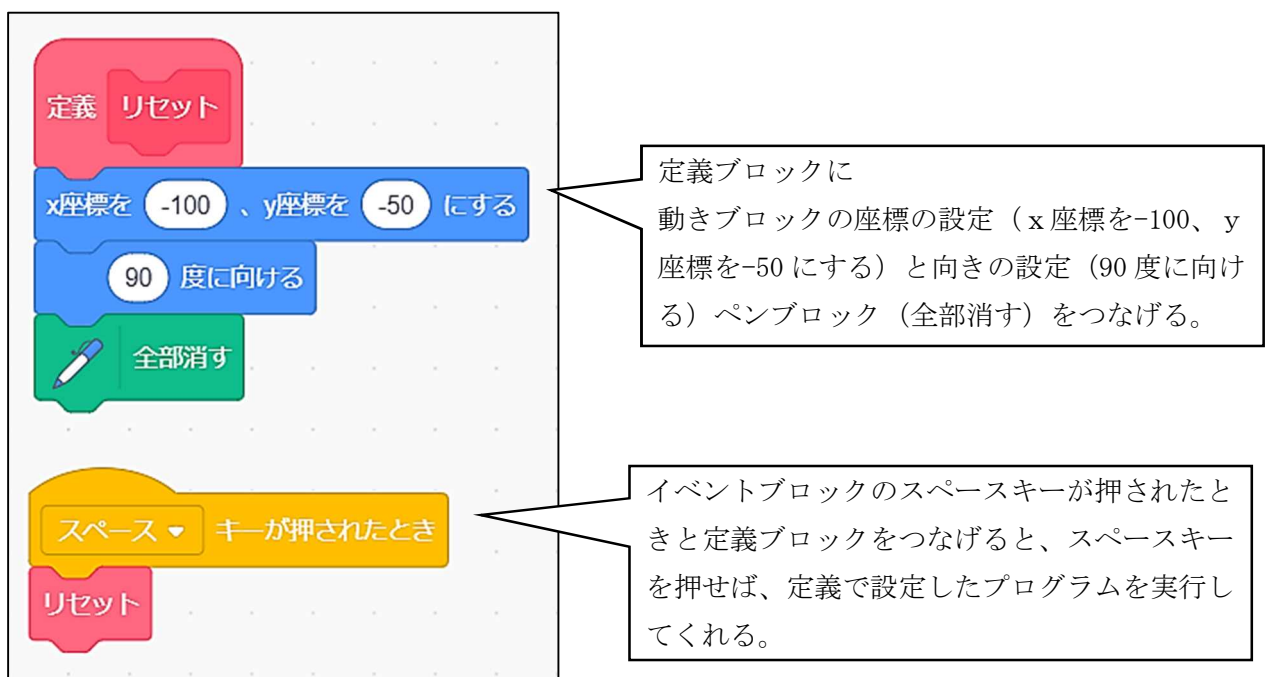 定義 リセット
x座標を -100 、y座標を -50 にする
90 度に向ける
全部消す
定義ブロックに
動きブロックの座標の設定（ｘ座標を-100、ｙ
座標を-50 にする）と向きの設定（90 度に向け
る）ペンブロック（全部消す）をつなげる。
スペース キーが押されたとき
リセット
イベントブロックのスペースキーが押されたと
きと定義ブロックをつなげると、スペースキー
を押せば、定義で設定したプログラムを実行し
てくれる。